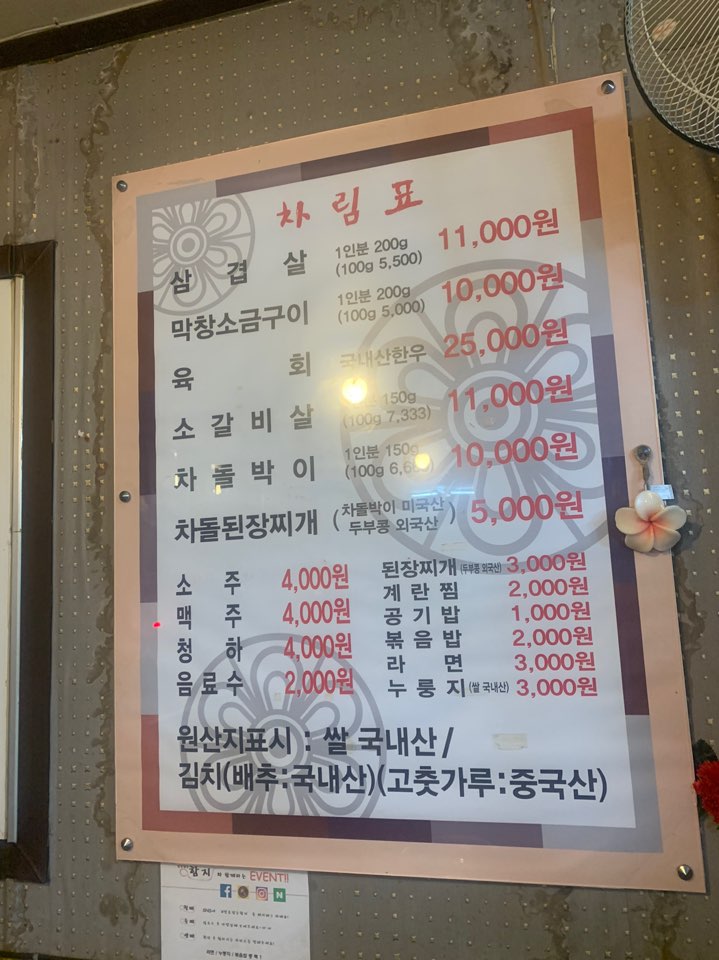 차림표
삼겹살 1인분 200g (100g 5,500) 11,000원
막창소금구이 1인분 200g (100g 5,000) 10,000원
육회 국내산한우 25,000원
소갈비살 150g (100g 7,333) 11,000원
차돌박이 1인분 150g 10,000원
차돌된장찌개 (차돌박이 미국산 두부콩 외국산) 5,000원
소주 4,000원
맥주 4,000원
청하 4,000원
음료수 2,000원
된장찌개(두부콩 외국산) 3,000원
계란찜 2,000원
공기밥 1,000원
볶음밥 2,000원
라면 3,000원
누룽지(쌀 국내산) 3,000원
원산지표시 : 쌀 국내산 /
김치(배추:국내산)(고춧가루:중국산)
EVENT!!